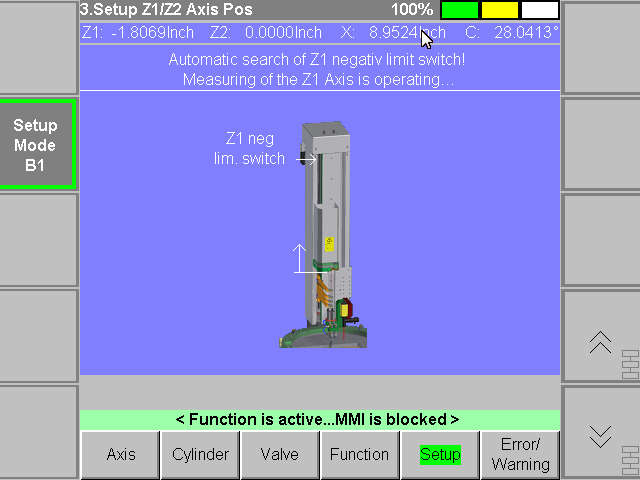 3.Setup Z1/Z2 Axis Pos 100%
Z1: -1.8069Inch Z2: 0.0000Inch X: 8.9524Inch C: 28.0413°
Automatic search of Z1 negativ limit switch!
Measuring of the Z1 Axis is operating...
Setup
Mode
B1
Z1 neg
lim. switch
< Function is active...MMI is blocked >
Axis Cylinder Valve Function Setup Error/
Warning